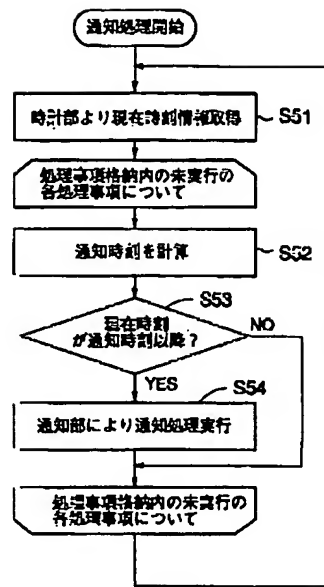 通知処理開始
時計部より現在時刻情報取得
S51
処理事項格納内の未実行の
各処理事項について
通知時刻を計算
S52
S53
現在時刻
が通知時刻以降？
NO
YES
S54
通知部により通知処理実行
処理事項格納内の未実行の
各処理事項について